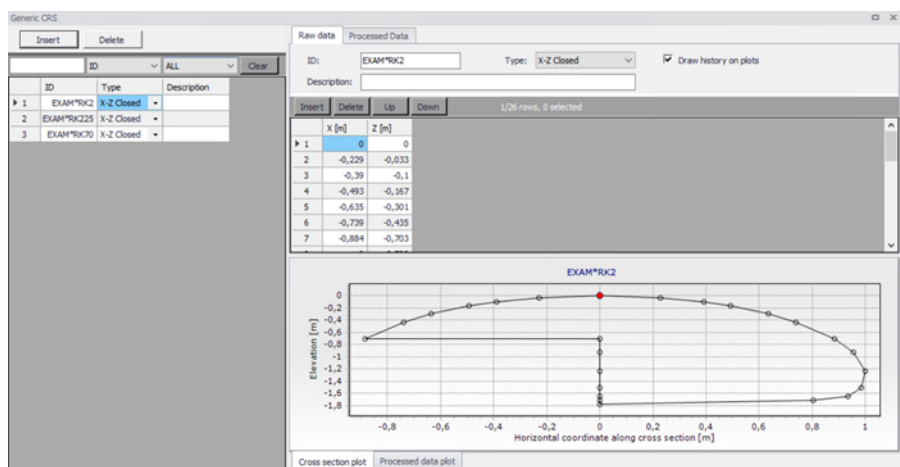 Generic CRS
Insert Delete
ID ALL Clear
ID Type Description
1 EXAM*RK2 X-Z Closed
2 EXAM*RK225 X-Z Closed
3 EXAM*RK70 X-Z Closed
Raw data Processed Data
ID: EXAM*RK2 Type: X-Z Closed Draw history on plots
Description:
Insert Delete Up Down 1/26 rows, 0 selected
X [m] Z [m]
1 0 0
2 -0,229 -0,033
3 -0,39 -0,1
4 -0,493 -0,167
5 -0,635 -0,301
6 -0,739 -0,435
7 -0,884 -0,703
EXAM*RK2
0
-0,2
-0,4
-0,6
-0,8
-1
-1,2
-1,4
-1,6
-1,8
Elevation [m]
-0,8 -0,6 -0,4 -0,2 0 0,2 0,4 0,6 0,8 1
Horizontal coordinate along cross section [m]
Cross section plot Processed data plot